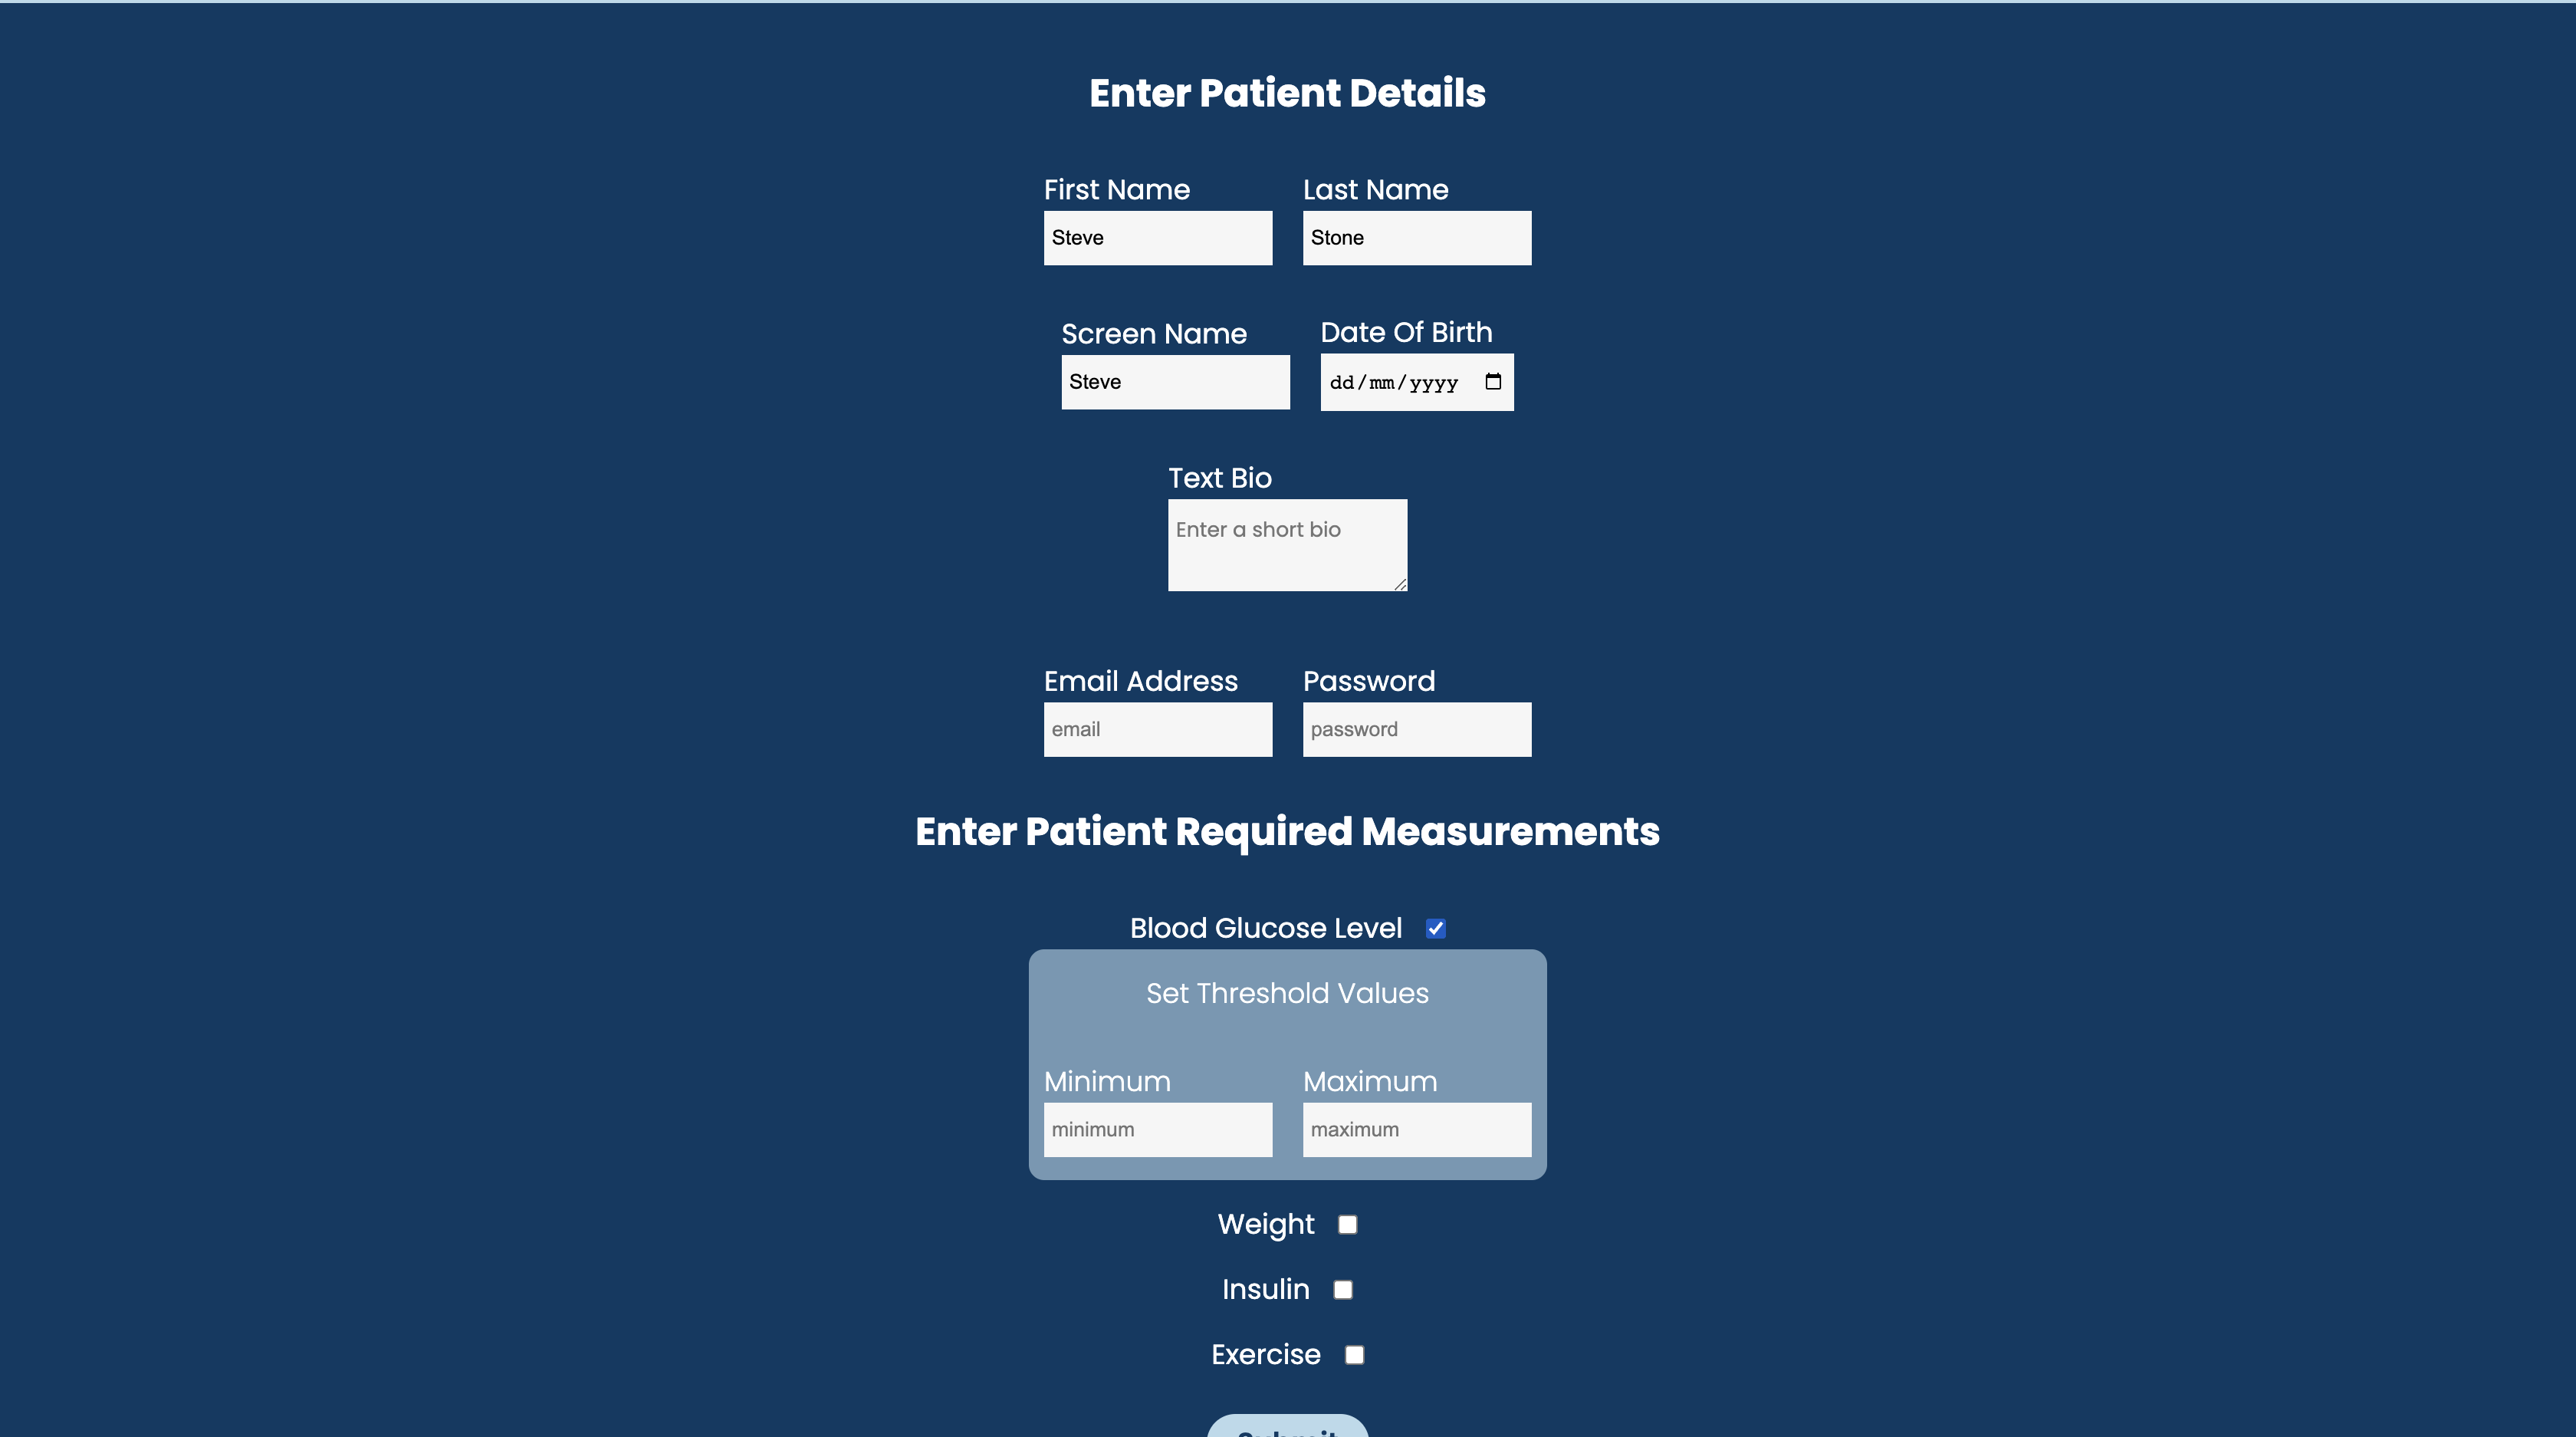 Enter Patient Details
First Name Last Name
Steve Stone
Screen Name Date Of Birth
Steve dd/mm/yyyy
Text Bio
Enter a short bio
Email Address Password
email password
Enter Patient Required Measurements
Blood Glucose Level
Set Threshold Values
Minimum Maximum
minimum maximum
Weight
Insulin
Exercise
Submit